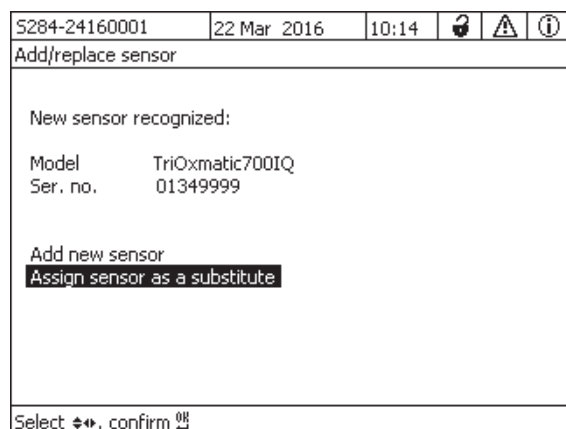 S284-24160001 22 Mar 2016 10:14
Add/replace sensor
New sensor recognized:
Model TriOxmatic700IQ
Ser. no. 01349999
Add new sensor
Assign sensor as a substitute
Select , confirm OK